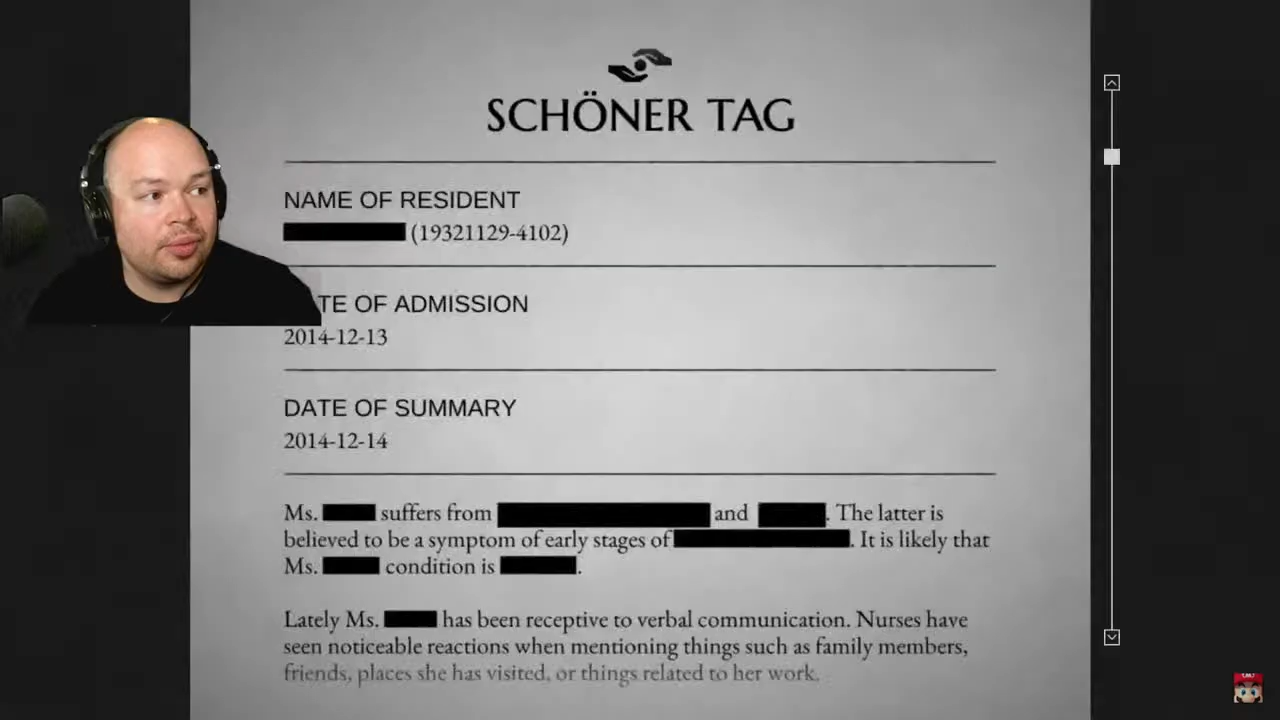 SCHÖNER TAG
NAME OF RESIDENT
(19321129-4102)
TE OF ADMISSION
2014-12-13
DATE OF SUMMARY
2014-12-14
Ms. suffers from and . The latter is
believed to be a symptom of early stages of . It is likely that
Ms. condition is .
Lately Ms. has been receptive to verbal communication. Nurses have
seen noticeable reactions when mentioning things such as family members,
friends, places she has visited, or things related to her work.